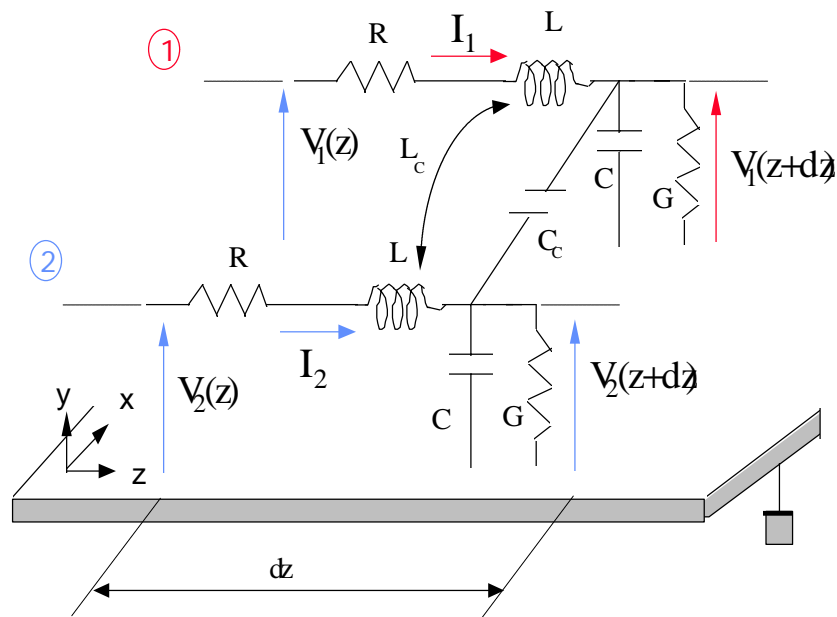 L
R
I1
1
V1(z)
LC
C
V1(z+dz)
G
CC
2
R
L
I2
V2(z)
V2(z+dz)
C
G
y
x
z
dz